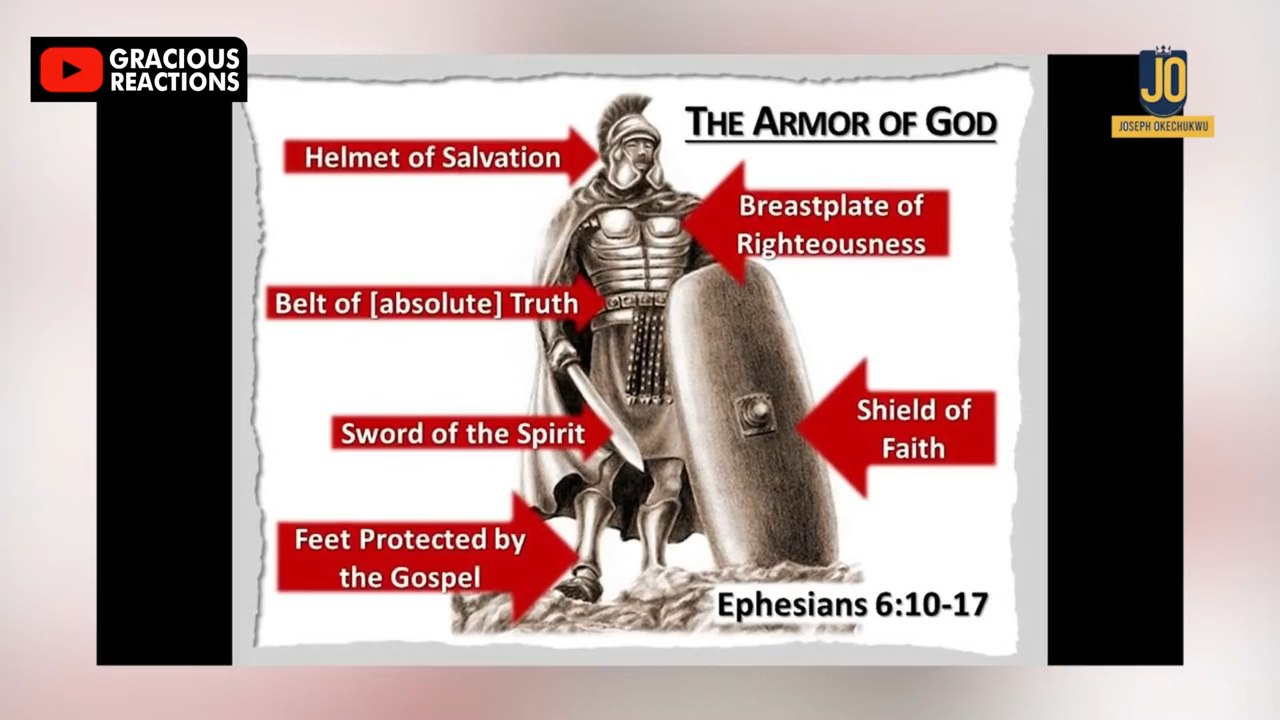 GRACIOUS
REACTIONS
JO
JOSEPH OKECHUKWU
THE ARMOR OF GOD
Helmet of Salvation
Breastplate of
Righteousness
Belt of [absolute] Truth
Sword of the Spirit
Shield of
Faith
Feet Protected by
the Gospel
Ephesians 6:10-17